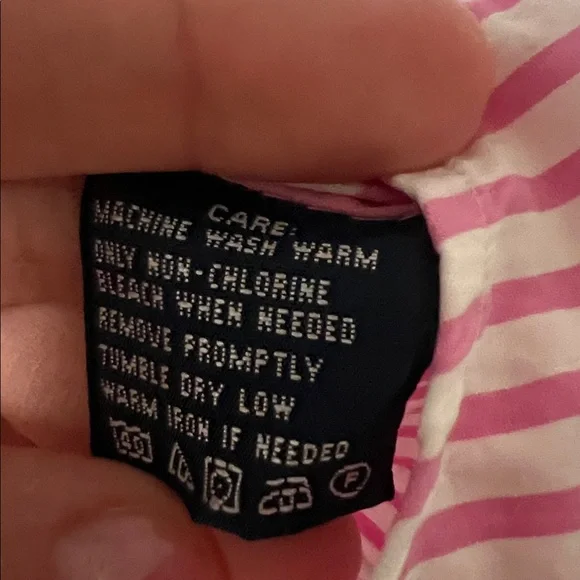 CARE:
MACHINE WASH WARM
ONLY NON-CHLORINE
BLEACH WHEN NEEDED
REMOVE PROMPTLY
TUMBLE DRY LOW
WARM IRON IF NEEDED
F